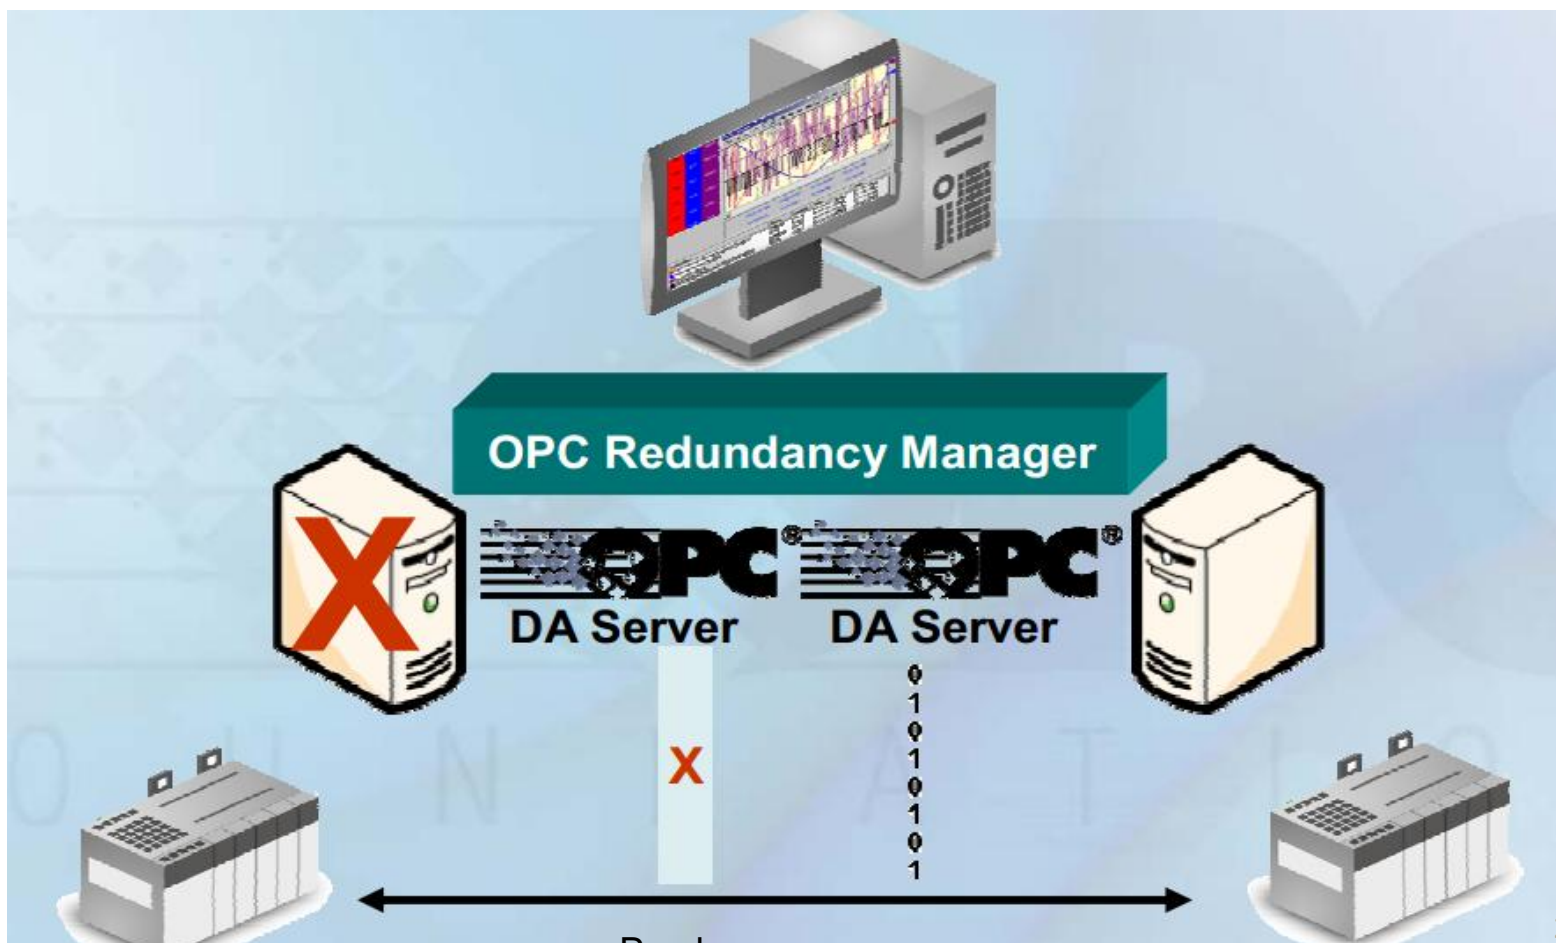 OPC Redundancy Manager
OPC® OPC®
DA Server DA Server
X
X
0
1
0
1
0
1
0
1
O U N A T I O